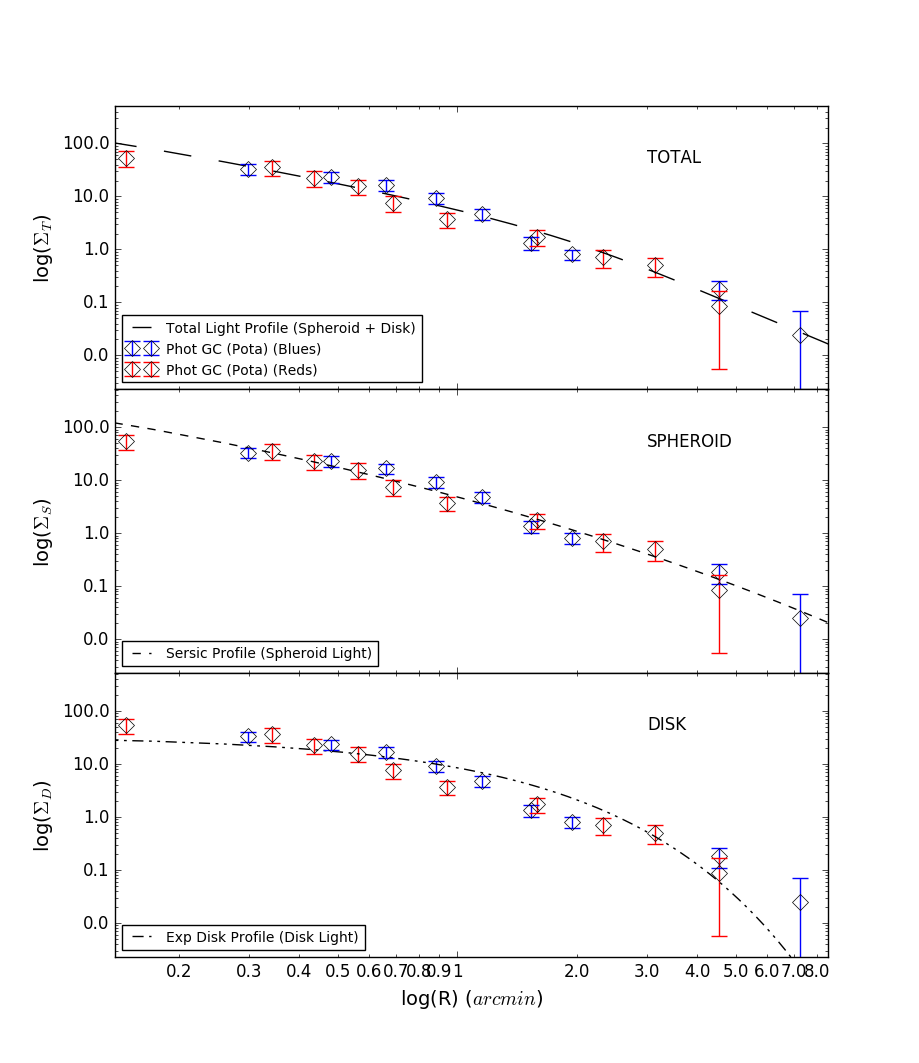 TOTAL
100.0
10.0
1.0
0.1
0.0
log(Σ_T)
Total Light Profile (Spheroid + Disk)
Phot GC (Pota) (Blues)
Phot GC (Pota) (Reds)
SPHEROID
100.0
10.0
1.0
0.1
0.0
log(Σ_S)
Sersic Profile (Spheroid Light)
DISK
100.0
10.0
1.0
0.1
0.0
log(Σ_D)
Exp Disk Profile (Disk Light)
0.2 0.3 0.4 0.5 0.6 0.7 0.8 0.9 1 2.0 3.0 4.0 5.0 6.0 7.0 8.0
log(R) (arcmin)